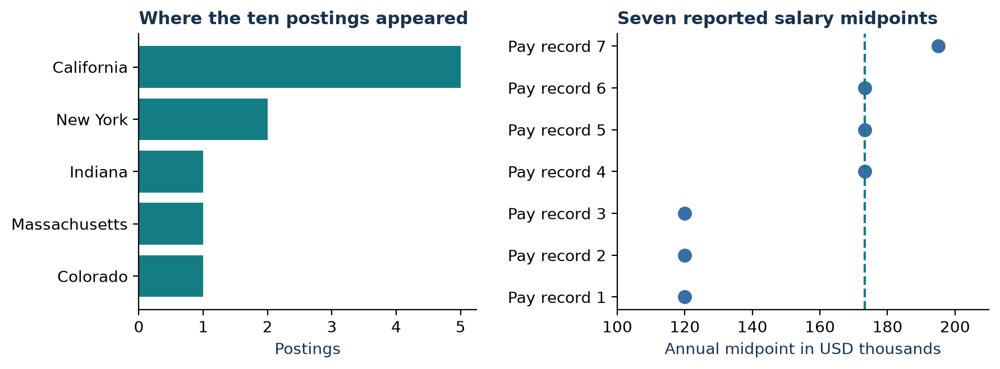 Where the ten postings appeared
California
New York
Indiana
Massachusetts
Colorado
0 1 2 3 4 5
Postings
Seven reported salary midpoints
Pay record 7
Pay record 6
Pay record 5
Pay record 4
Pay record 3
Pay record 2
Pay record 1
100 120 140 160 180 200
Annual midpoint in USD thousands